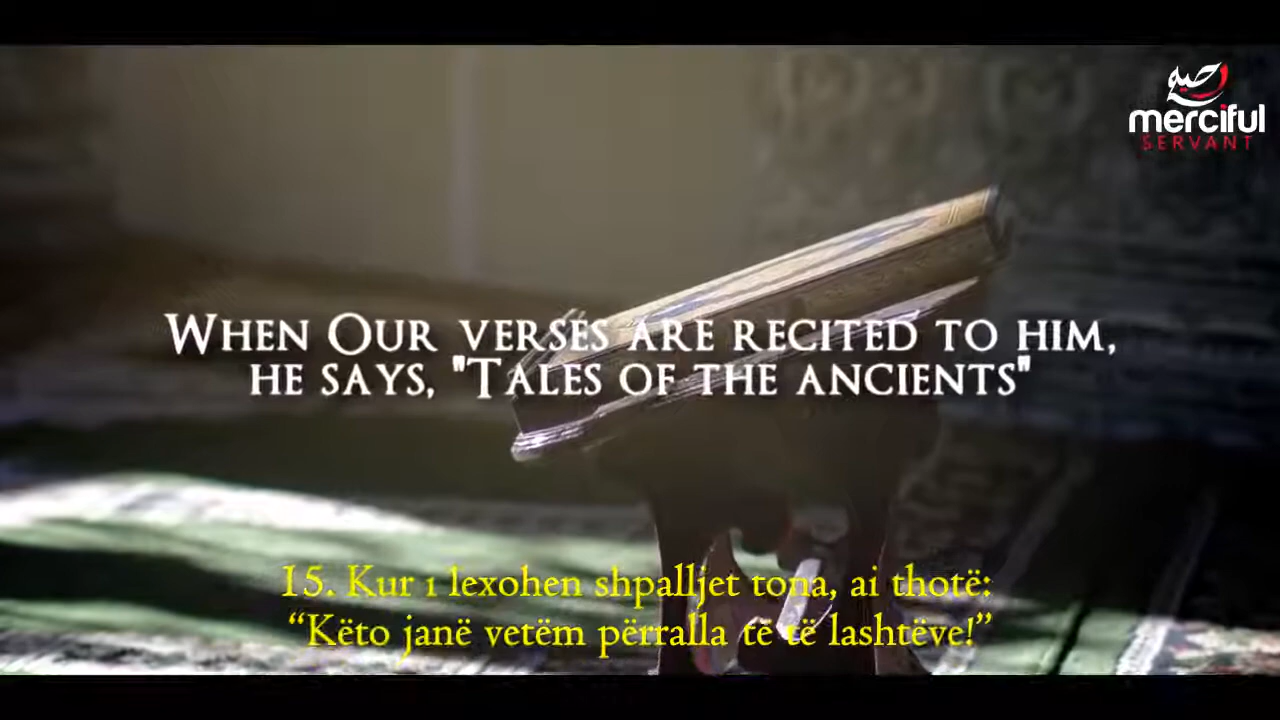 merciful
SERVANT
WHEN OUR VERSES ARE RECITED TO HIM,
HE SAYS, "TALES OF THE ANCIENTS"
15. Kur ı lexohen shpalljet tona, ai thotë:
“Këto janë vetëm përralla të të lashtëve!”